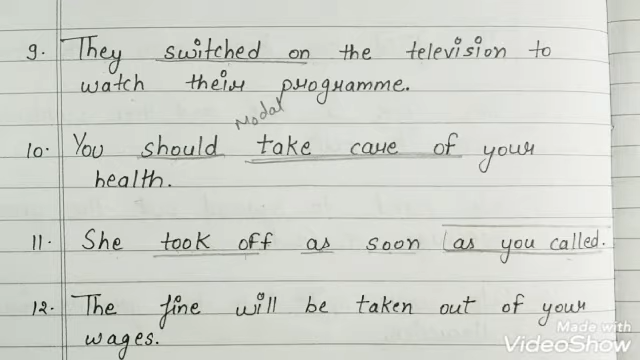 9. They switched on the television to
watch their programme.
Modal
10. You should take care of your
health.
11. She took off as soon as you called.
12. The fine will be taken out of your
wages.
Made with
VideoShow